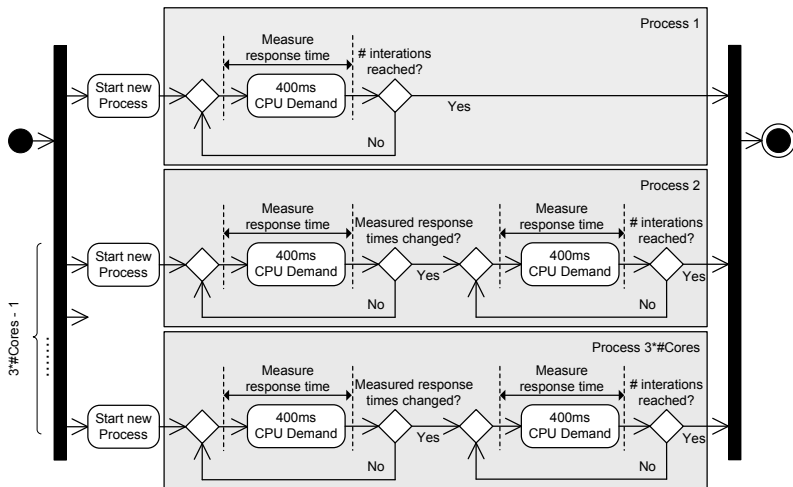 Process 1
Measure
response time
# interations
reached?
Start new
Process
400ms
CPU Demand
Yes
No
Process 2
Measure
response time
Measured response
times changed?
Measure
response time
# interations
reached?
Start new
Process
400ms
CPU Demand
Yes
400ms
CPU Demand
Yes
No
No
3*#Cores - 1
.......
Process 3*#Cores
Measure
response time
Measured response
times changed?
Measure
response time
# interations
reached?
Start new
Process
400ms
CPU Demand
Yes
400ms
CPU Demand
Yes
No
No